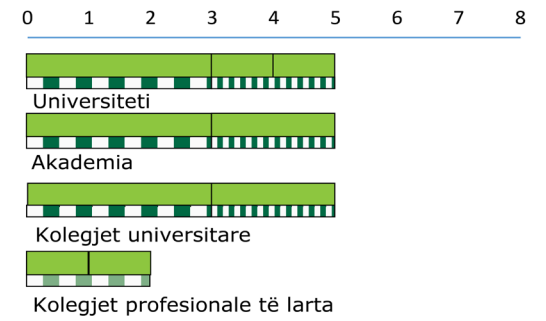 0 1 2 3 4 5 6 7 8
Universiteti
Akademia
Kolegjet universitare
Kolegjet profesionale të larta